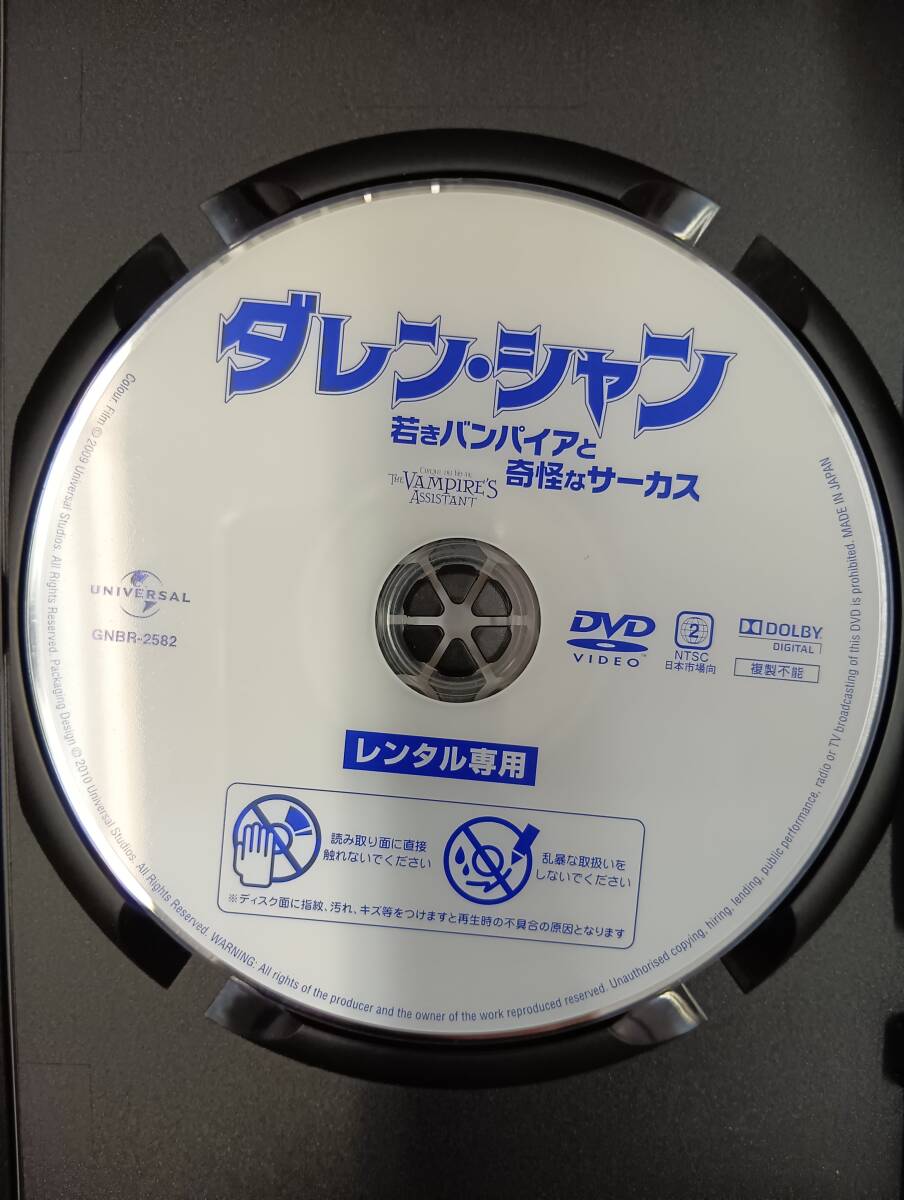 ダレン・シャン
若きバンパイアと
奇怪なサーカス
CIRQUE DU FREAK
THE VAMPIRE'S
ASSISTANT
UNIVERSAL
GNBR-2582
DVD
VIDEO
2
NTSC
日本市場向
DOLBY
DIGITAL
複製不能
レンタル専用
読み取り面に直接
触れないでください
乱暴な取扱いを
しないでください
※ディスク面に指紋、汚れ、キズ等をつけますと再生時の不具合の原因となります
Colour. Film © 2009 Universal Studios. All Rights Reserved. Packaging Design © 2010 Universal Studios. All Rights Reserved. WARNING: All rights of the producer and the owner of the work reproduced reserved. Unauthorised copying, hiring, lending, public performance, radio or TV broadcasting of this DVD is prohibited. MADE IN JAPAN